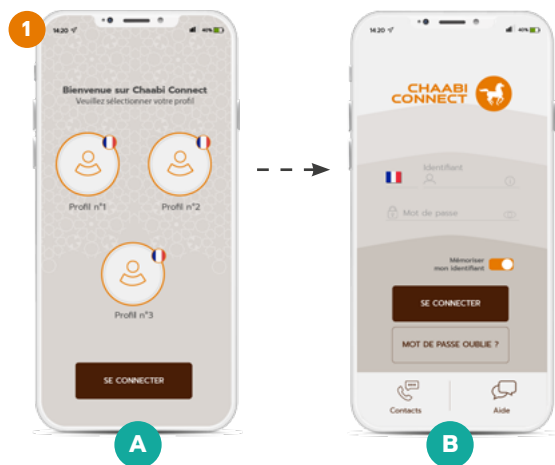 1
14:20
40%
Bienvenue sur Chaabi Connect
Veuillez sélectionner votre profil
Profil n°1
Profil n°2
Profil n°3
SE CONNECTER
A
14:20
40%
CHAABI
CONNECT
Identifiant
Mot de passe
Mémoriser
mon identifiant
SE CONNECTER
MOT DE PASSE OUBLIE ?
Contacts
Aide
B